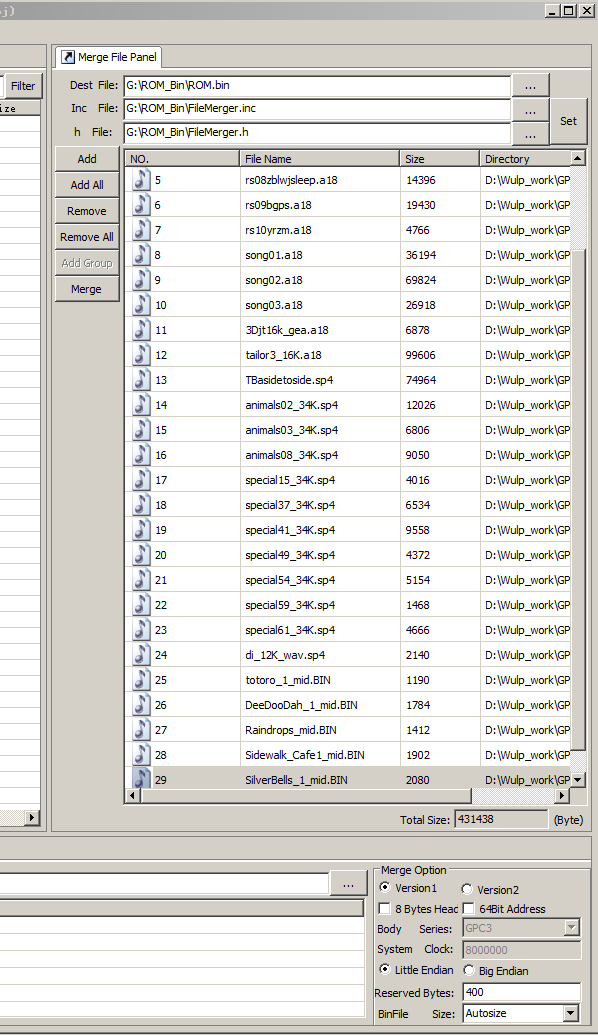 j)
Merge File Panel
Filter
Dest File: G:\ROM_Bin\ROM.bin ...
ize
Inc File: G:\ROM_Bin\FileMerger.inc ...
Set
h File: G:\ROM_Bin\FileMerger.h ...
Add
Add All
Remove
Remove All
Add Group
Merge
NO. File Name Size Directory
5 rs08zblwjsleep.a18 14396 D:\Wulp_work\GP
6 rs09bgps.a18 19430 D:\Wulp_work\GP
7 rs10yrzm.a18 4766 D:\Wulp_work\GP
8 song01.a18 36194 D:\Wulp_work\GP
9 song02.a18 69824 D:\Wulp_work\GP
10 song03.a18 26918 D:\Wulp_work\GP
11 3Djt16k_gea.a18 6878 D:\Wulp_work\GP
12 tailor3_16K.a18 99606 D:\Wulp_work\GP
13 TBasidetoside.sp4 74964 D:\Wulp_work\GP
14 animals02_34K.sp4 12026 D:\Wulp_work\GP
15 animals03_34K.sp4 6806 D:\Wulp_work\GP
16 animals08_34K.sp4 9050 D:\Wulp_work\GP
17 special15_34K.sp4 4016 D:\Wulp_work\GP
18 special37_34K.sp4 6534 D:\Wulp_work\GP
19 special41_34K.sp4 9558 D:\Wulp_work\GP
20 special49_34K.sp4 4372 D:\Wulp_work\GP
21 special54_34K.sp4 5154 D:\Wulp_work\GP
22 special59_34K.sp4 1468 D:\Wulp_work\GP
23 special61_34K.sp4 4666 D:\Wulp_work\GP
24 di_12K_wav.sp4 2140 D:\Wulp_work\GP
25 totoro_1_mid.BIN 1190 D:\Wulp_work\GP
26 DeeDooDah_1_mid.BIN 1784 D:\Wulp_work\GP
27 Raindrops_mid.BIN 1412 D:\Wulp_work\GP
28 Sidewalk_Cafe1_mid.BIN 1902 D:\Wulp_work\GP
29 SilverBells_1_mid.BIN 2080 D:\Wulp_work\GP
Total Size: 431438 (Byte)
...
Merge Option
Version1 Version2
8 Bytes Head 64Bit Address
Body Series: GPC3
System Clock: 8000000
Little Endian Big Endian
Reserved Bytes: 400
BinFile Size: Autosize